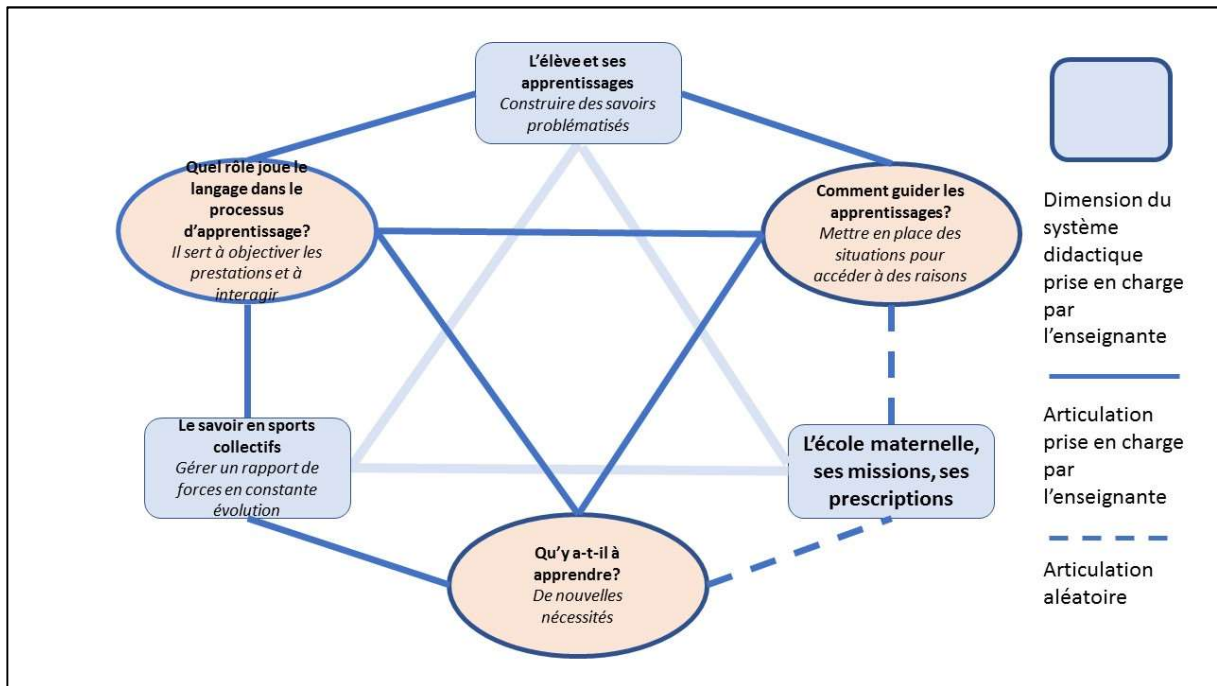 L'élève et ses
apprentissages
Construire des savoirs
problématisés
Quel rôle joue le
langage dans le
processus
d'apprentissage?
Il sert à objectiver les
prestations et à
interagir
Comment guider les
apprentissages?
Mettre en place des
situations pour
accéder à des raisons
Le savoir en sports
collectifs
Gérer un rapport de
forces en constante
évolution
L'école maternelle,
ses missions, ses
prescriptions
Qu'y a-t-il à
apprendre?
De nouvelles
nécessités
Dimension du
système
didactique
prise en charge
par
l'enseignante
Articulation
prise en charge
par
l'enseignante
Articulation
aléatoire